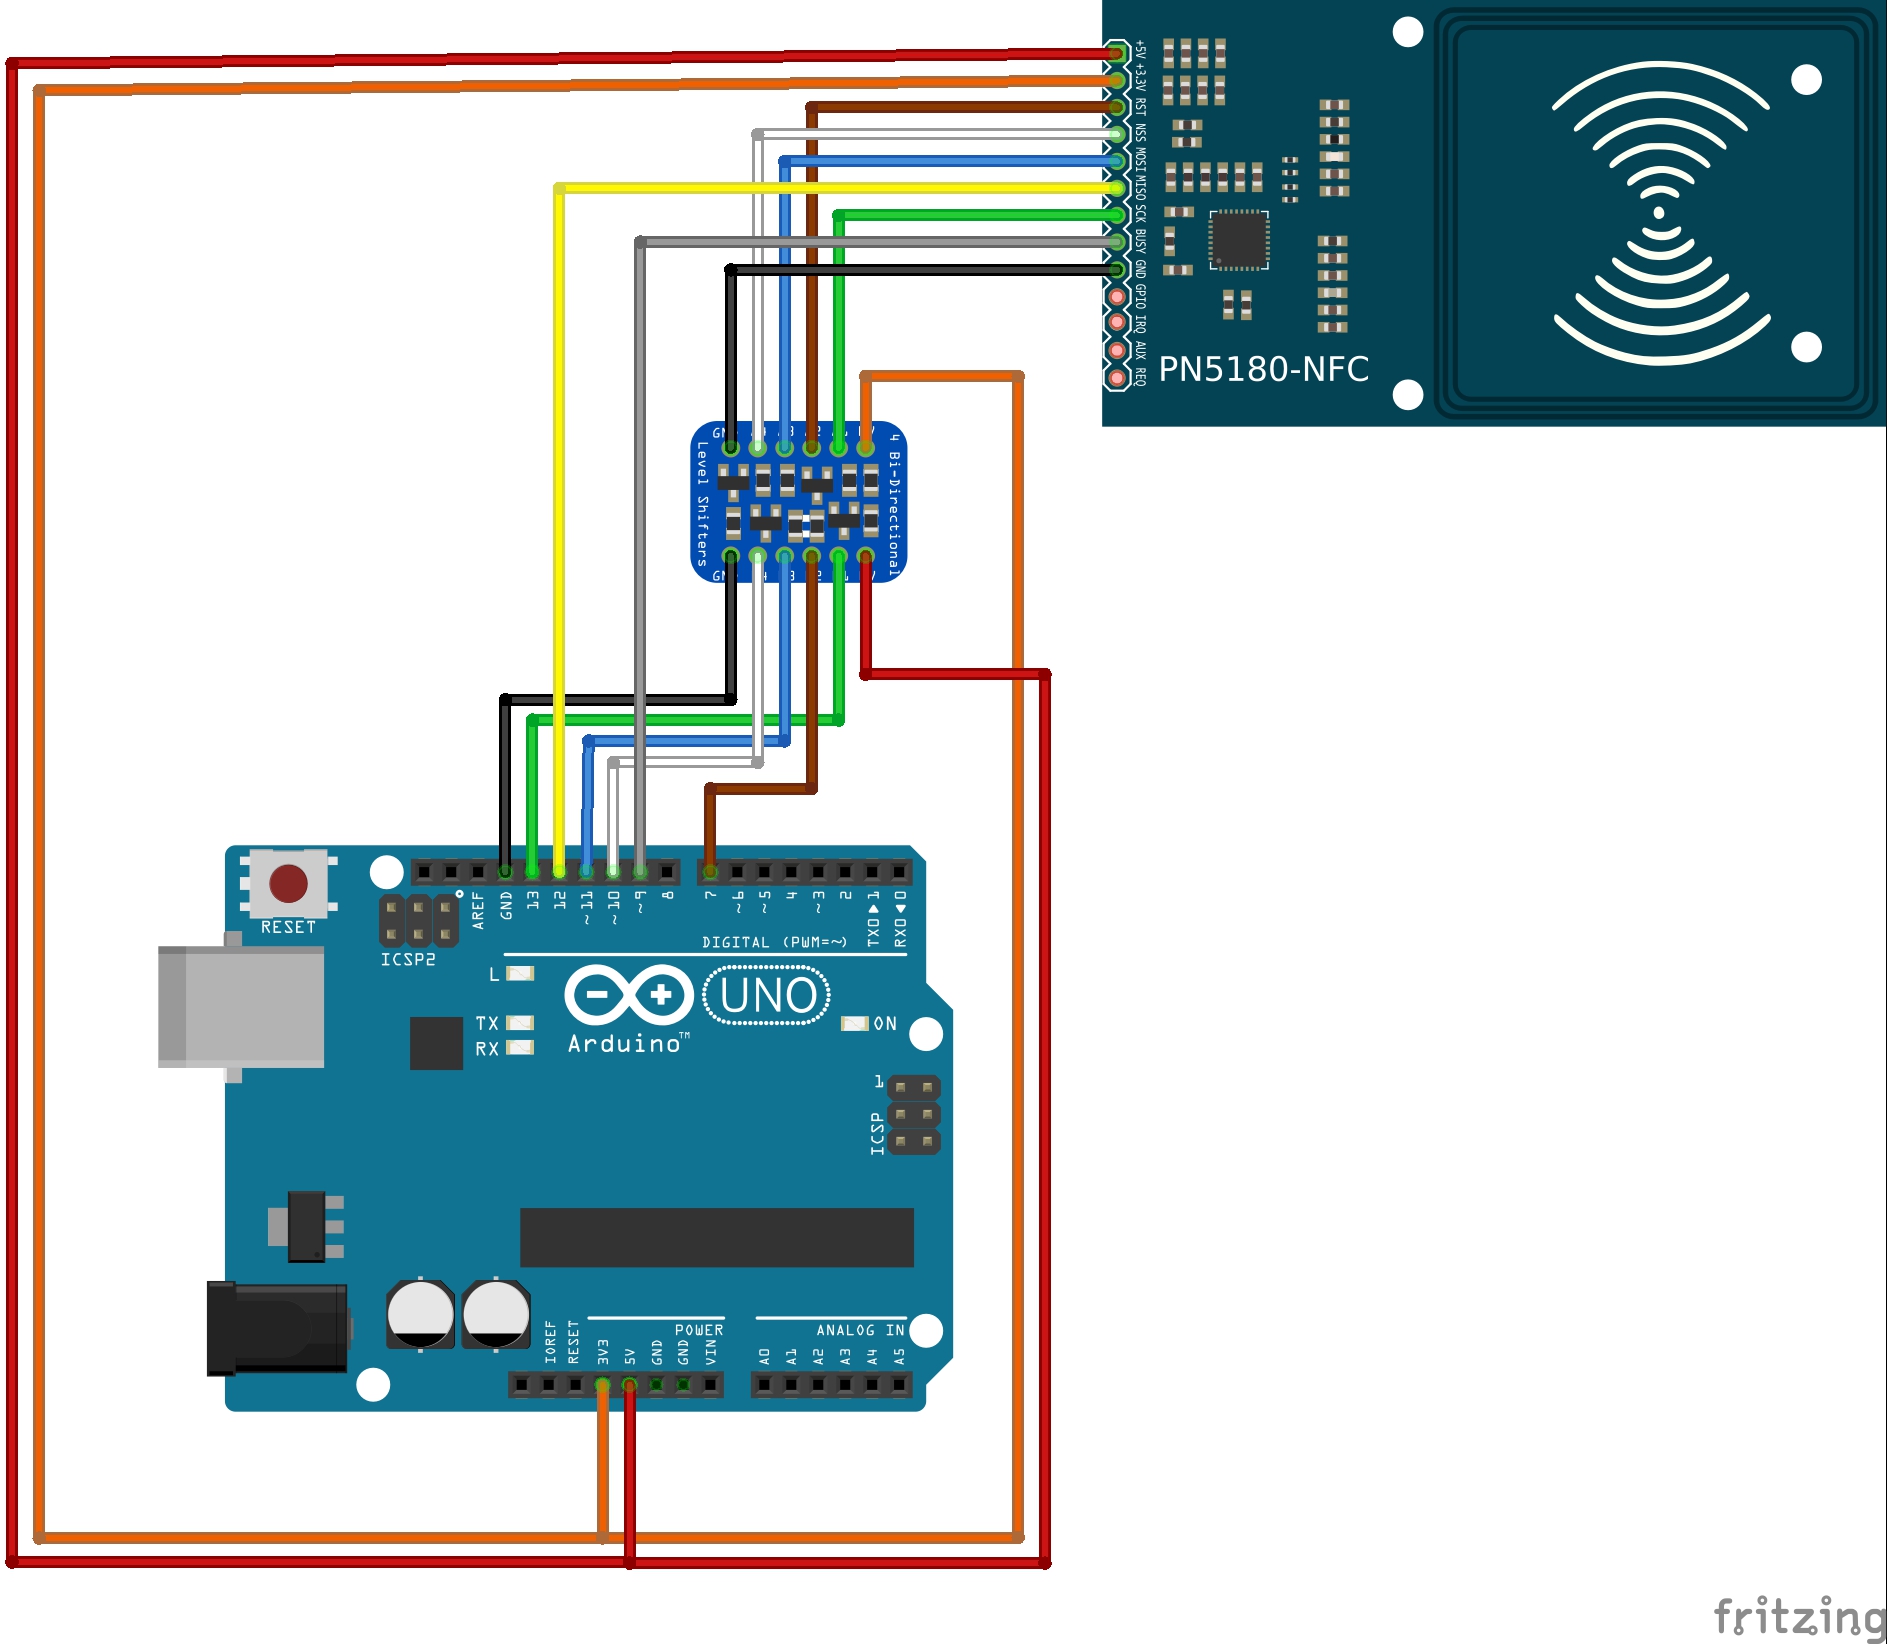 +5V
+3.3V
RST
NSS
MOSI
MISO
SCK
BUSY
GND
GPIO
IRQ
AUX
REQ
PN5180-NFC
Level Shifters
4 Bi-Directional
RESET
ICSP2
AREF
GND
13
12
~11
~10
~9
8
7
~6
~5
4
~3
2
TX0▶1
RX0◀0
DIGITAL (PWM=~)
L
TX
RX
Arduino™
UNO
ON
1
ICSP
IOREF
RESET
3V3
5V
GND
GND
VIN
POWER
A0
A1
A2
A3
A4
A5
ANALOG IN
fritzing